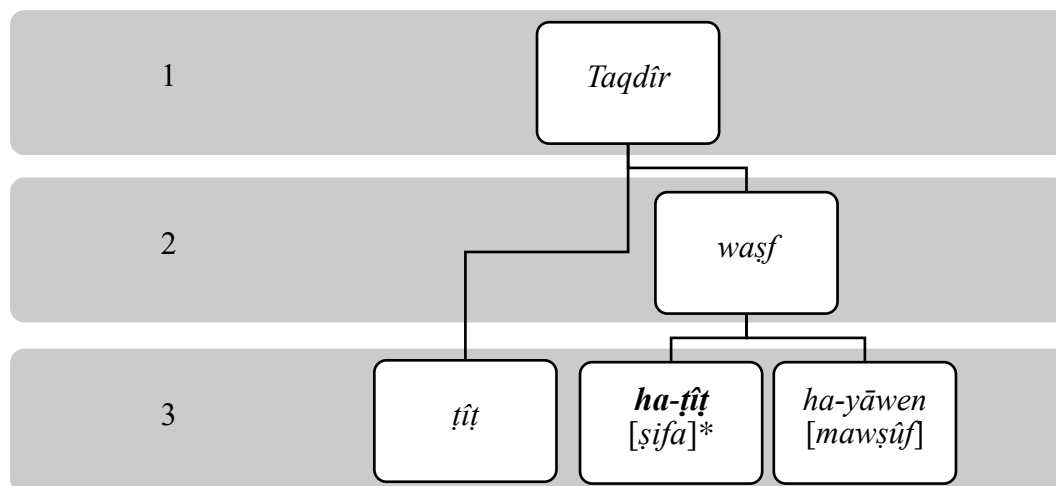 1
Taqdîr
2
waṣf
3
ṭîṭ
ha-ṭîṭ
[ṣifa]*
ha-yāwen
[mawṣûf]